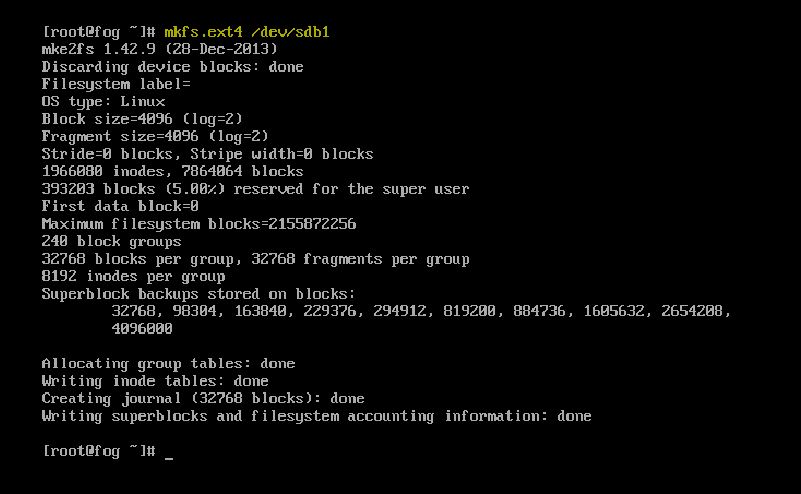 [root@fog ~]# mkfs.ext4 /dev/sdb1
mke2fs 1.42.9 (28-Dec-2013)
Discarding device blocks: done
Filesystem label=
OS type: Linux
Block size=4096 (log=2)
Fragment size=4096 (log=2)
Stride=0 blocks, Stripe width=0 blocks
1966080 inodes, 7864064 blocks
393203 blocks (5.00%) reserved for the super user
First data block=0
Maximum filesystem blocks=2155872256
240 block groups
32768 blocks per group, 32768 fragments per group
8192 inodes per group
Superblock backups stored on blocks:
32768, 98304, 163840, 229376, 294912, 819200, 884736, 1605632, 2654208,
4096000
Allocating group tables: done
Writing inode tables: done
Creating journal (32768 blocks): done
Writing superblocks and filesystem accounting information: done
[root@fog ~]# _